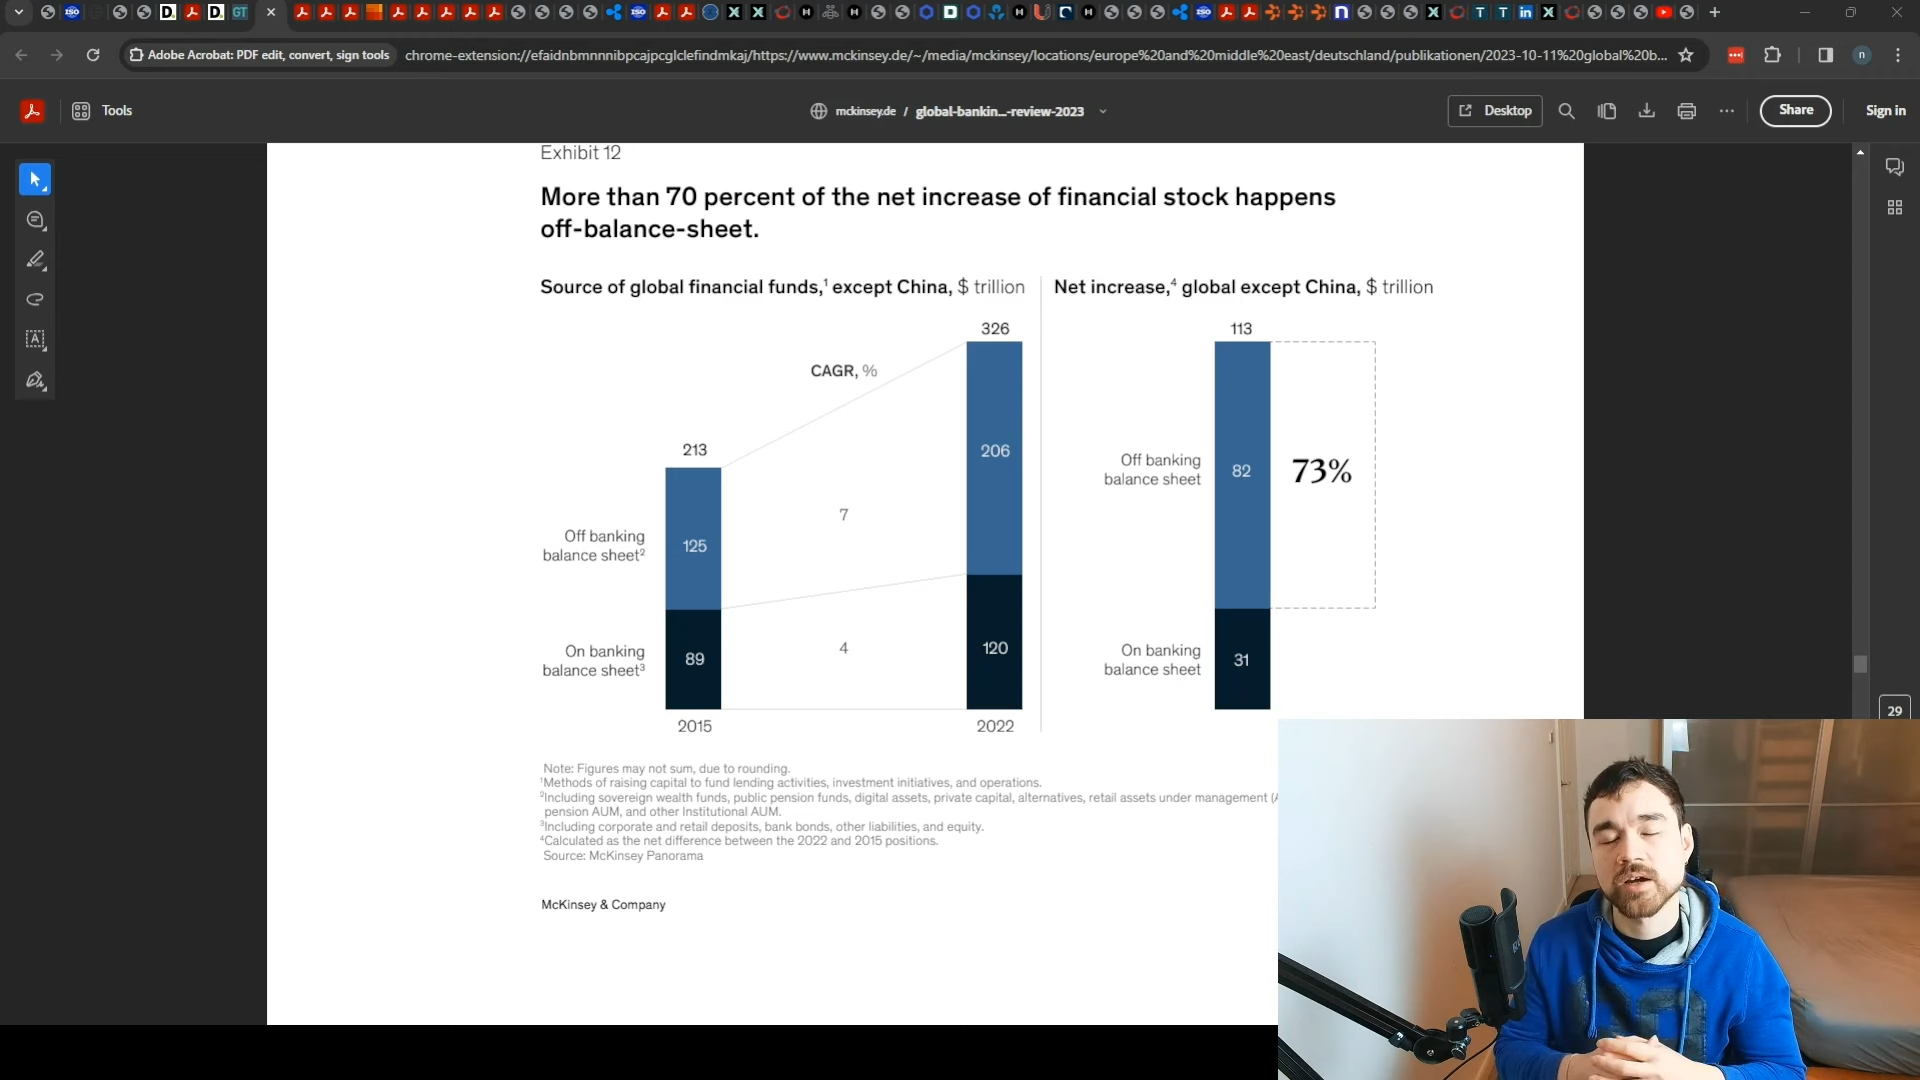 Adobe Acrobat: PDF edit, convert, sign tools
chrome-extension://efaidnbmnnnibpcajpcglclefindmkaj/https://www.mckinsey.de/~/media/mckinsey/locations/europe%20and%20middle%20east/deutschland/publikationen/2023-10-11%20global%20b...
n
Tools
mckinsey.de / global-bankin...-review-2023
Desktop
Share
Sign in
Exhibit 12
More than 70 percent of the net increase of financial stock happens
off-balance-sheet.
Source of global financial funds,¹ except China, $ trillion
Net increase,⁴ global except China, $ trillion
326
113
CAGR, %
213
206
Off banking
balance sheet
82
73%
7
Off banking
balance sheet²
125
On banking
balance sheet³
89
4
120
On banking
balance sheet
31
2015
2022
29
Note: Figures may not sum, due to rounding.
¹Methods of raising capital to fund lending activities, investment initiatives, and operations.
²Including sovereign wealth funds, public pension funds, digital assets, private capital, alternatives, retail assets under management (
pension AUM, and other Institutional AUM.
³Including corporate and retail deposits, bank bonds, other liabilities, and equity.
⁴Calculated as the net difference between the 2022 and 2015 positions.
Source: McKinsey Panorama
McKinsey & Company